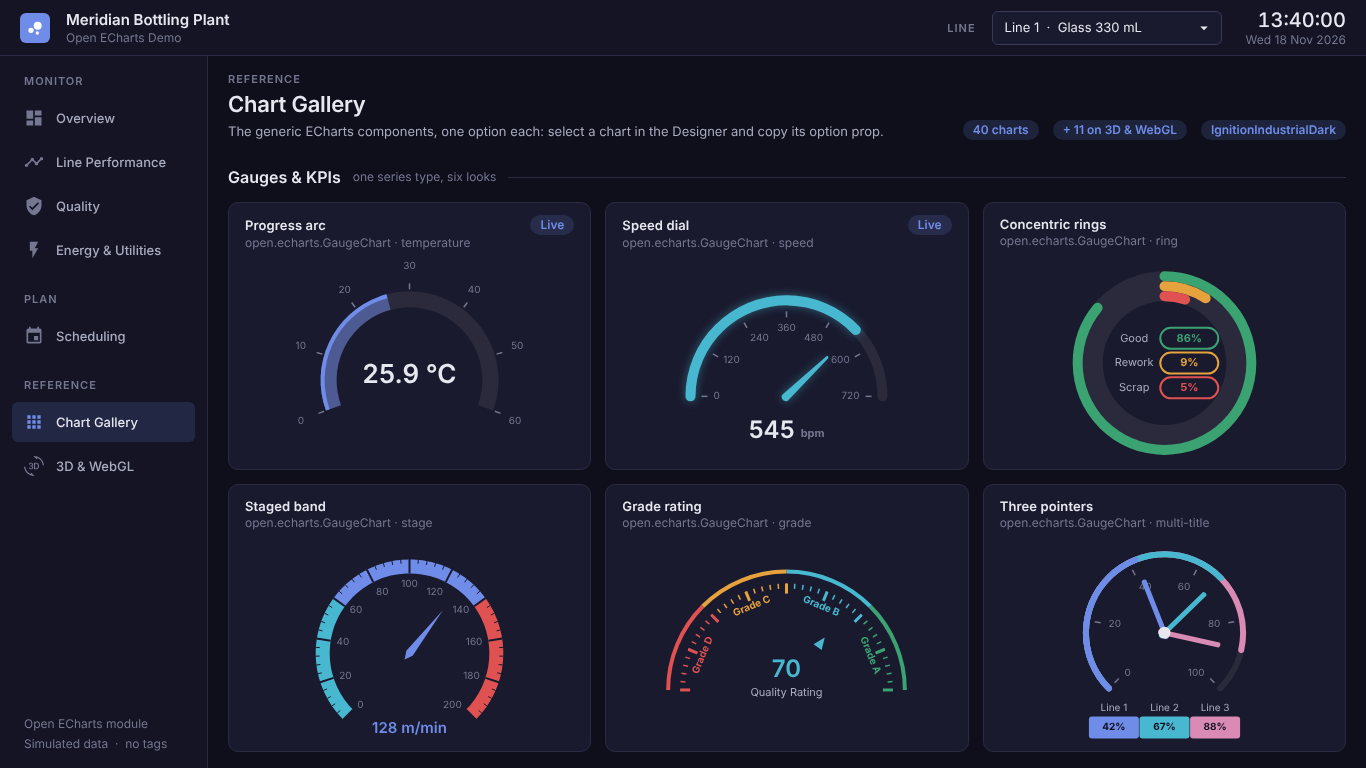 Meridian Bottling Plant
Open ECharts Demo
LINE
Line 1 · Glass 330 mL
13:40:00
Wed 18 Nov 2026
MONITOR
Overview
Line Performance
Quality
Energy & Utilities
PLAN
Scheduling
REFERENCE
Chart Gallery
3D
3D & WebGL
Open ECharts module
Simulated data · no tags
REFERENCE
Chart Gallery
The generic ECharts components, one option each: select a chart in the Designer and copy its option prop.
40 charts
+ 11 on 3D & WebGL
IgnitionIndustrialDark
Gauges & KPIs
one series type, six looks
Progress arc
Live
open.echarts.GaugeChart · temperature
0
10
20
30
40
50
60
25.9 °C
Speed dial
Live
open.echarts.GaugeChart · speed
0
120
240
360
480
600
720
545 bpm
Concentric rings
open.echarts.GaugeChart · ring
Good 86%
Rework 9%
Scrap 5%
Staged band
open.echarts.GaugeChart · stage
0
20
40
60
80
100
120
140
160
180
200
128 m/min
Grade rating
open.echarts.GaugeChart · grade
Grade D
Grade C
Grade B
Grade A
70
Quality Rating
Three pointers
open.echarts.GaugeChart · multi-title
0
20
40
60
80
100
Line 1 Line 2 Line 3
42% 67% 88%